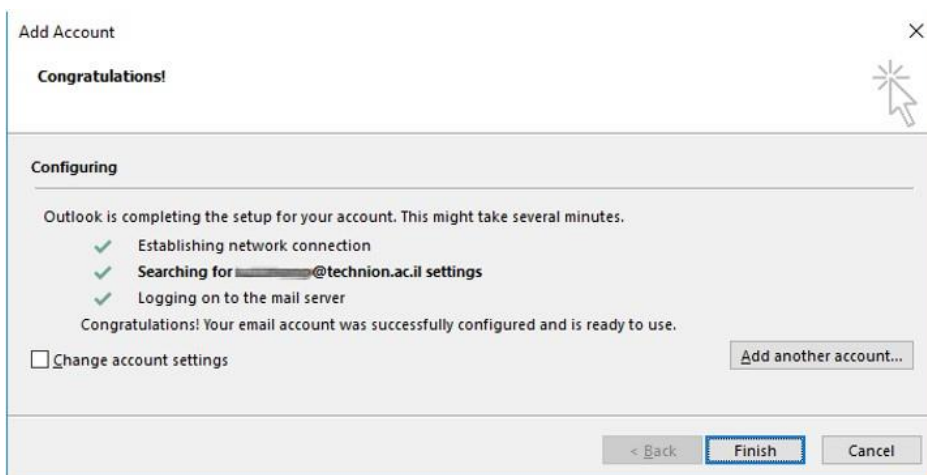 Add Account
Congratulations!
Configuring
Outlook is completing the setup for your account. This might take several minutes.
Establishing network connection
Searching for @technion.ac.il settings
Logging on to the mail server
Congratulations! Your email account was successfully configured and is ready to use.
Change account settings
Add another account...
< Back
Finish
Cancel